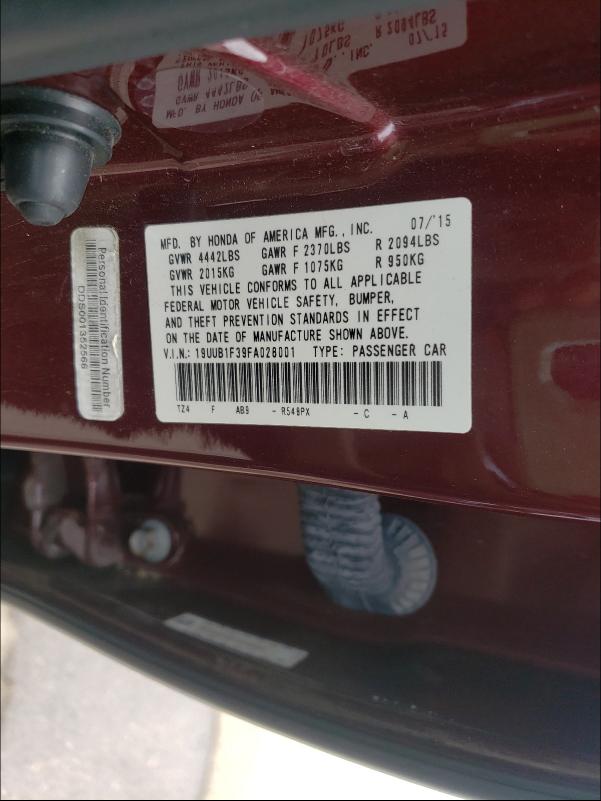 MFD. BY HONDA OF AMERICA MFG., INC. 07/'15
GVWR 4442LBS GAWR F 2370LBS R 2094LBS
GVWR 2015KG GAWR F 1075KG R 950KG
THIS VEHICLE CONFORMS TO ALL APPLICABLE
FEDERAL MOTOR VEHICLE SAFETY, BUMPER,
AND THEFT PREVENTION STANDARDS IN EFFECT
ON THE DATE OF MANUFACTURE SHOWN ABOVE.
V.I.N.: 19UUB1F39FA028001 TYPE: PASSENGER CAR
TZ4 F AB9 - R548PX - C - A
Personal Identification Number
DDS001352566